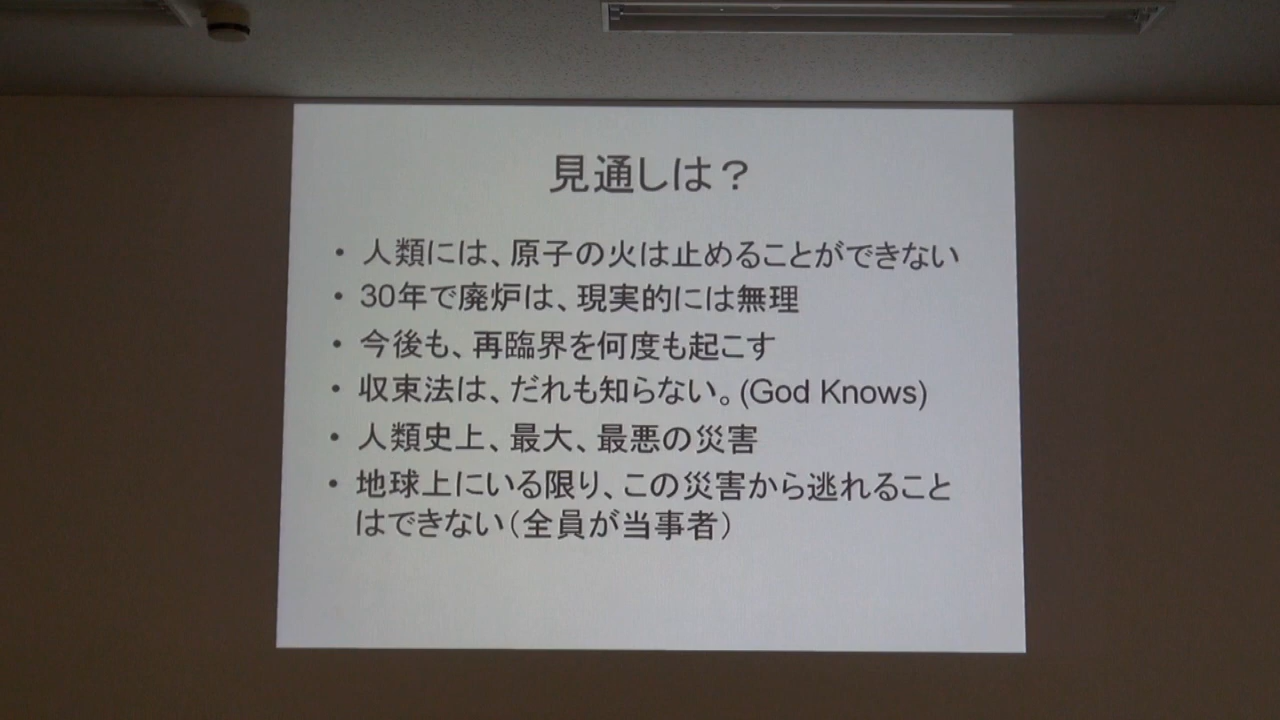 見通しは？
・人類には、原子の火は止めることができない
・30年で廃炉は、現実的には無理
・今後も、再臨界を何度も起こす
・収束法は、だれも知らない。(God Knows)
・人類史上、最大、最悪の災害
・地球上にいる限り、この災害から逃れること
はできない（全員が当事者）